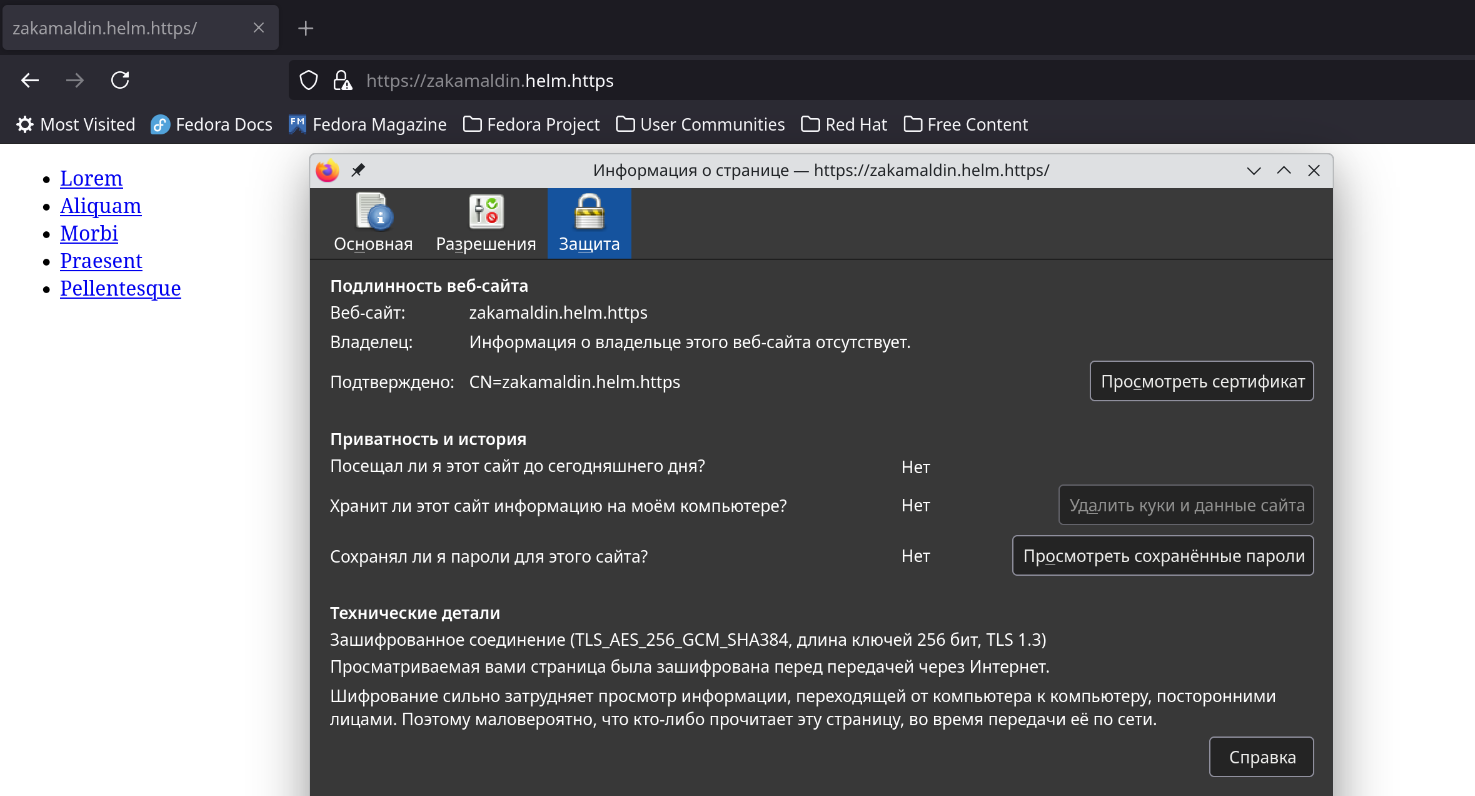 zakamaldin.helm.https/
https://zakamaldin.helm.https
Most Visited Fedora Docs FM Fedora Magazine Fedora Project User Communities Red Hat Free Content
Lorem
Aliquam
Morbi
Praesent
Pellentesque
Информация о странице — https://zakamaldin.helm.https/
Основная Разрешения Защита
Подлинность веб-сайта
Веб-сайт: zakamaldin.helm.https
Владелец: Информация о владельце этого веб-сайта отсутствует.
Подтверждено: CN=zakamaldin.helm.https Просмотреть сертификат
Приватность и история
Посещал ли я этот сайт до сегодняшнего дня? Нет
Хранит ли этот сайт информацию на моём компьютере? Нет Удалить куки и данные сайта
Сохранял ли я пароли для этого сайта? Нет Просмотреть сохранённые пароли
Технические детали
Зашифрованное соединение (TLS_AES_256_GCM_SHA384, длина ключей 256 бит, TLS 1.3)
Просматриваемая вами страница была зашифрована перед передачей через Интернет.
Шифрование сильно затрудняет просмотр информации, переходящей от компьютера к компьютеру, посторонними
лицами. Поэтому маловероятно, что кто-либо прочитает эту страницу, во время передачи её по сети.
Справка